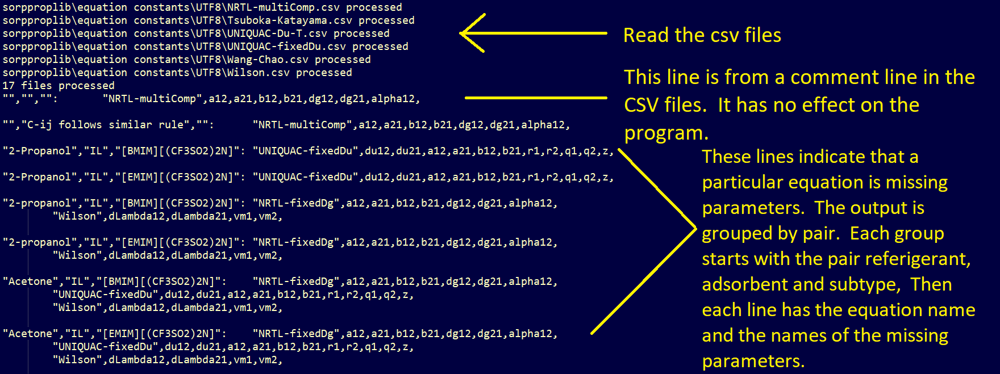 sorpproplib\equation constants\UTF8\NRTL-multiComp.csv processed
sorpproplib\equation constants\UTF8\Tsuboka-Katayama.csv processed
sorpproplib\equation constants\UTF8\UNIQUAC-Du-T.csv processed
sorpproplib\equation constants\UTF8\UNIQUAC-fixedDu.csv processed
sorpproplib\equation constants\UTF8\Wang-Chao.csv processed
sorpproplib\equation constants\UTF8\Wilson.csv processed
17 files processed
"","","":       "NRTL-multiComp",a12,a21,b12,b21,dg12,dg21,alpha12,
"","C-ij follows similar rule","":      "NRTL-multiComp",a12,a21,b12,b21,dg12,dg21,alpha12,
"2-Propanol","IL","[BMIM][(CF3SO2)2N]": "UNIQUAC-fixedDu",du12,du21,a12,a21,b12,b21,r1,r2,q1,q2,z,
"2-Propanol","IL","[EMIM][(CF3SO2)2N]": "UNIQUAC-fixedDu",du12,du21,a12,a21,b12,b21,r1,r2,q1,q2,z,
"2-propanol","IL","[BMIM][(CF3SO2)2N]": "NRTL-fixedDg",a12,a21,b12,b21,dg12,dg21,alpha12,
"Wilson",dLambda12,dLambda21,vm1,vm2,
"2-propanol","IL","[EMIM][(CF3SO2)2N]": "NRTL-fixedDg",a12,a21,b12,b21,dg12,dg21,alpha12,
"Wilson",dLambda12,dLambda21,vm1,vm2,
"Acetone","IL","[BMIM][(CF3SO2)2N]":    "NRTL-fixedDg",a12,a21,b12,b21,dg12,dg21,alpha12,
"UNIQUAC-fixedDu",du12,du21,a12,a21,b12,b21,r1,r2,q1,q2,z,
"Wilson",dLambda12,dLambda21,vm1,vm2,
"Acetone","IL","[EMIM][(CF3SO2)2N]":    "NRTL-fixedDg",a12,a21,b12,b21,dg12,dg21,alpha12,
"UNIQUAC-fixedDu",du12,du21,a12,a21,b12,b21,r1,r2,q1,q2,z,
"Wilson",dLambda12,dLambda21,vm1,vm2,
Read the csv files
This line is from a comment line in the
CSV files.  It has no effect on the
program.
These lines indicate that a
particular equation is missing
parameters.  The output is
grouped by pair.  Each group
starts with the pair referigerant,
adsorbent and subtype,  Then
each line has the equation name
and the names of the missing
parameters.